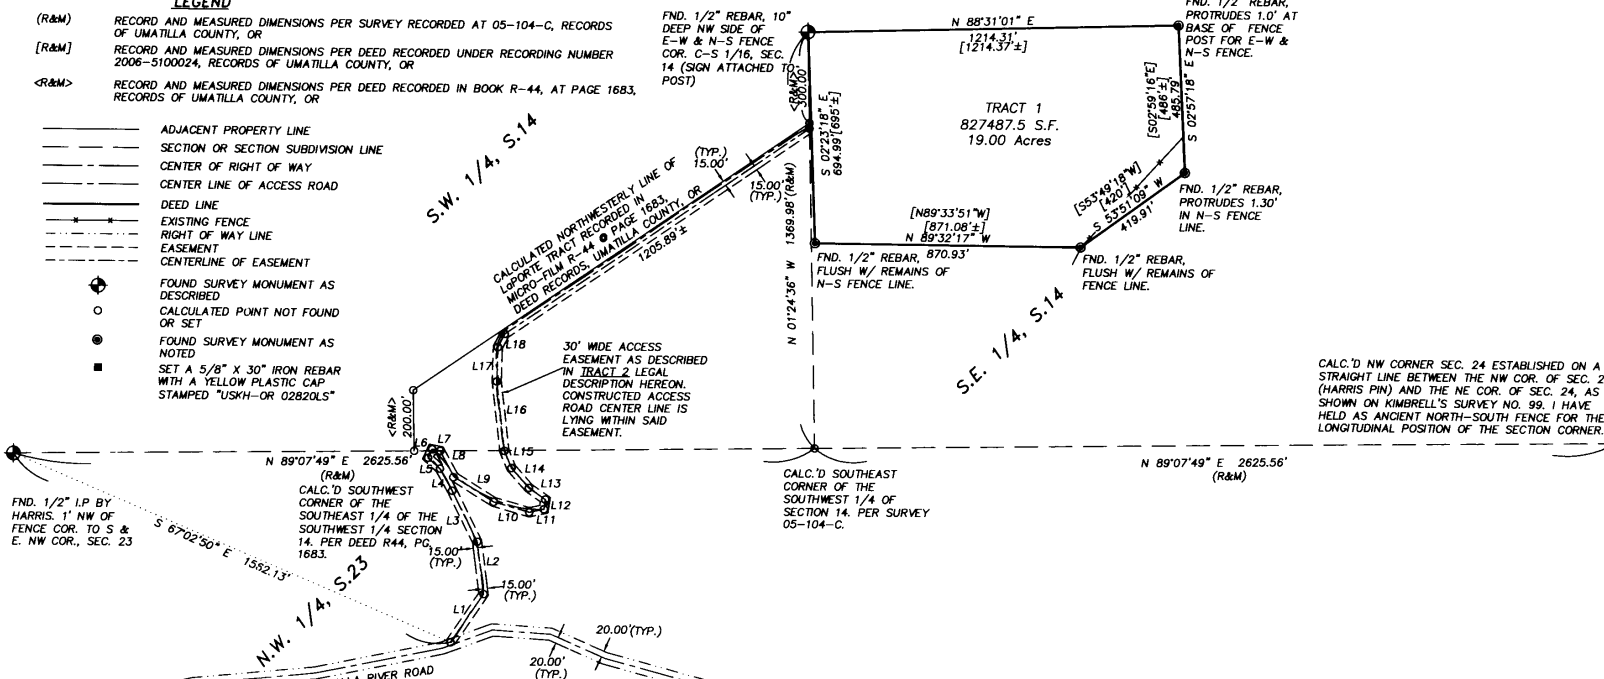 LEGEND
(R&M) RECORD AND MEASURED DIMENSIONS PER SURVEY RECORDED AT 05-104-C, RECORDS
OF UMATILLA COUNTY, OR
[R&M] RECORD AND MEASURED DIMENSIONS PER DEED RECORDED UNDER RECORDING NUMBER
2006-5100024, RECORDS OF UMATILLA COUNTY, OR
<R&M> RECORD AND MEASURED DIMENSIONS PER DEED RECORDED IN BOOK R-44, AT PAGE 1683,
RECORDS OF UMATILLA COUNTY, OR
ADJACENT PROPERTY LINE
SECTION OR SECTION SUBDIVISION LINE
CENTER OF RIGHT OF WAY
CENTER LINE OF ACCESS ROAD
DEED LINE
EXISTING FENCE
RIGHT OF WAY LINE
EASEMENT
CENTERLINE OF EASEMENT
FOUND SURVEY MONUMENT AS
DESCRIBED
CALCULATED POINT NOT FOUND
OR SET
FOUND SURVEY MONUMENT AS
NOTED
SET A 5/8" X 30" IRON REBAR
WITH A YELLOW PLASTIC CAP
STAMPED "USKH-OR 02820LS"
FND. 1/2" REBAR, 10"
DEEP NW SIDE OF
E-W & N-S FENCE
COR. C-S 1/16, SEC.
14 (SIGN ATTACHED TO
POST)
N 88°31'01" E
1214.31'
[1214.37'±]
FND. 1/2" REBAR,
PROTRUDES 1.0' AT
BASE OF FENCE
POST FOR E-W &
N-S FENCE.
<R&M>
300.00'
S 02°23'18" E
694.99'[695'±]
TRACT 1
827487.5 S.F.
19.00 Acres
[S02°59'16"E]
[486'±]
485.79'
S 02°57'18" E
[S53°49'18"W]
[420']
S 53°51'09" W
419.91'
FND. 1/2" REBAR,
PROTRUDES 1.30'
IN N-S FENCE
LINE.
[N89°33'51"W]
[871.08'±]
N 89°32'17" W
870.93'
FND. 1/2" REBAR,
FLUSH W/ REMAINS OF
N-S FENCE LINE.
FND. 1/2" REBAR,
FLUSH W/ REMAINS OF
FENCE LINE.
S.W. 1/4, S.14
(TYP.)
15.00'
15.00'
(TYP.)
CALCULATED NORTHWESTERLY LINE OF
LaPORTE TRACT RECORDED IN
MICRO-FILM R-44 @ PAGE 1683,
DEED RECORDS, UMATILLA COUNTY, OR
1205.89'±
N 01°24'36" W 1369.98'(R&M)
S.E. 1/4, S.14
L18
L17
L16
30' WIDE ACCESS
EASEMENT AS DESCRIBED
IN TRACT 2 LEGAL
DESCRIPTION HEREON.
CONSTRUCTED ACCESS
ROAD CENTER LINE IS
LYING WITHIN SAID
EASEMENT.
CALC.'D NW CORNER SEC. 24 ESTABLISHED ON A
STRAIGHT LINE BETWEEN THE NW COR. OF SEC. 2
(HARRIS PIN) AND THE NE COR. OF SEC. 24, AS
SHOWN ON KIMBRELL'S SURVEY NO. 99. I HAVE
HELD AS ANCIENT NORTH-SOUTH FENCE FOR THE
LONGITUDINAL POSITION OF THE SECTION CORNER.
<R&M>
200.00'
L6
L7
L8
L5
L4
L3
L9
L10
L11
L12
L13
L14
L15
N 89°07'49" E 2625.56'
(R&M)
N 89°07'49" E 2625.56'
(R&M)
CALC.'D SOUTHWEST
CORNER OF THE
SOUTHEAST 1/4 OF THE
SOUTHWEST 1/4 SECTION
14. PER DEED R44, PG.
1683.
CALC.'D SOUTHEAST
CORNER OF THE
SOUTHWEST 1/4 OF
SECTION 14. PER SURVEY
05-104-C.
FND. 1/2" I.P BY
HARRIS. 1' NW OF
FENCE COR. TO S &
E. NW COR., SEC. 23
S 67°02'50" E 1552.13'
15.00'
(TYP.)
L2
15.00'
(TYP.)
L1
N.W. 1/4, S.23
20.00'(TYP.)
20.00'
(TYP.)
RIVER ROAD